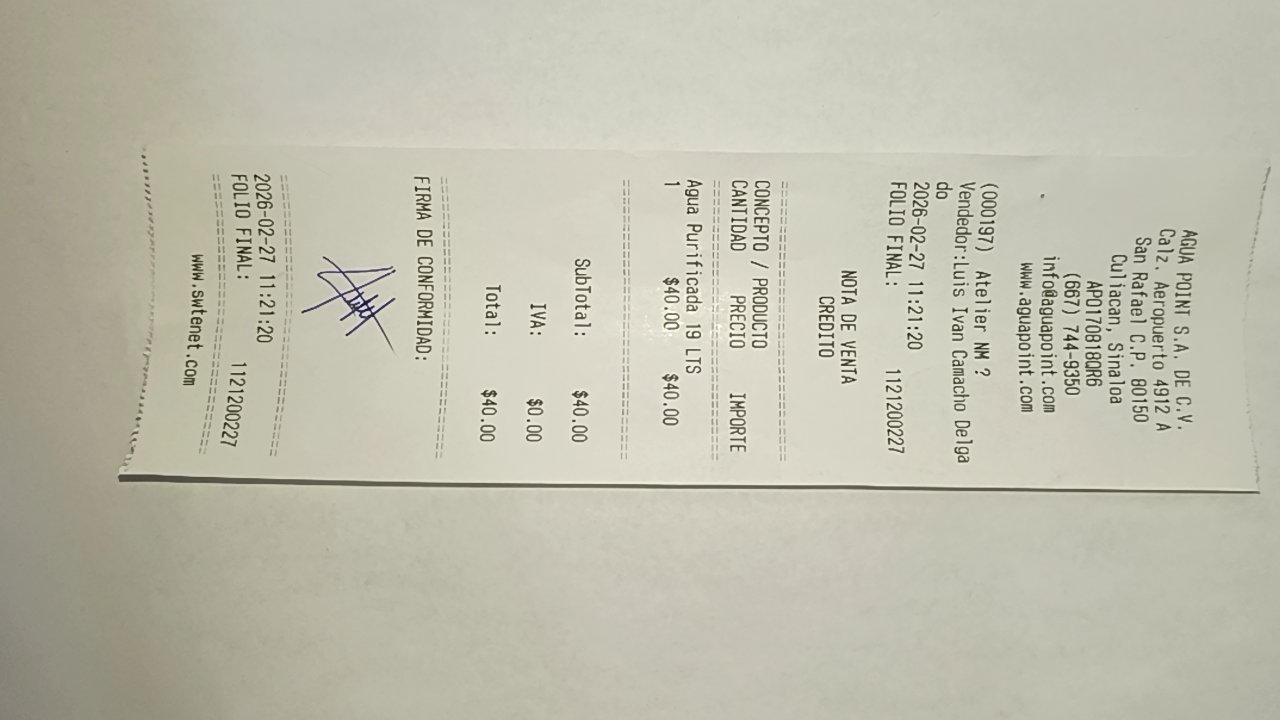 AGUA POINT S.A. DE C.V.
Calz. Aeropuerto 4912 A
San Rafael C.P. 80150
Culiacan, Sinaloa
APO170818QR6
(667) 744-9350
info@aguapoint.com
www.aguapoint.com
(000197) Atelier NM ?
Vendedor:Luis Ivan Camacho Delga
do
2026-02-27 11:21:20
FOLIO FINAL: 1121200227
NOTA DE VENTA
CREDITO
CONCEPTO / PRODUCTO
CANTIDAD PRECIO IMPORTE
Agua Purificada 19 LTS
1 $40.00 $40.00
SubTotal: $40.00
IVA: $0.00
Total: $40.00
FIRMA DE CONFORMIDAD:
2026-02-27 11:21:20
FOLIO FINAL: 1121200227
www.swtenet.com